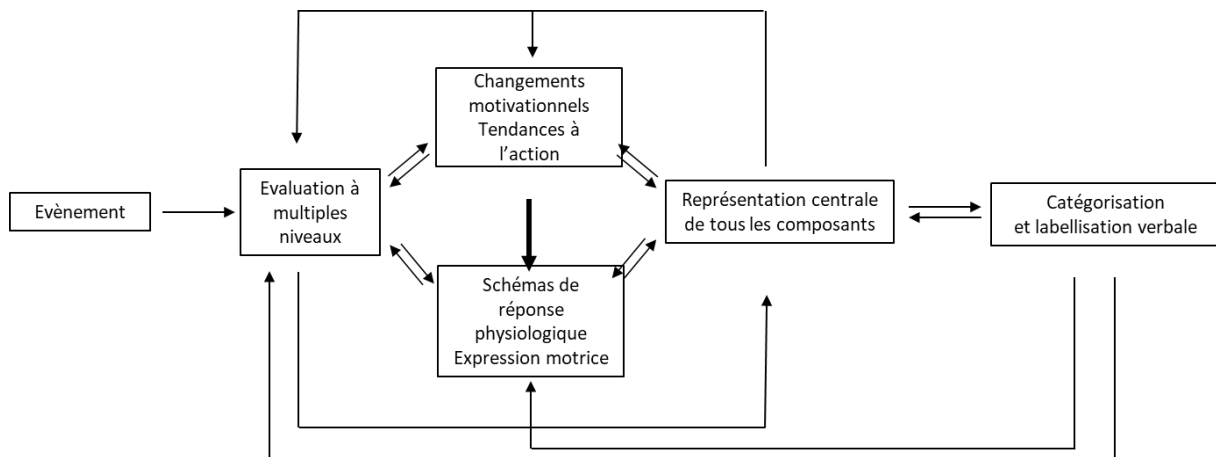 Changements
motivationnels
Tendances à
l'action
Evènement
Evaluation à
multiples
niveaux
Représentation centrale
de tous les composants
Catégorisation
et labellisation verbale
Schémas de
réponse
physiologique
Expression motrice